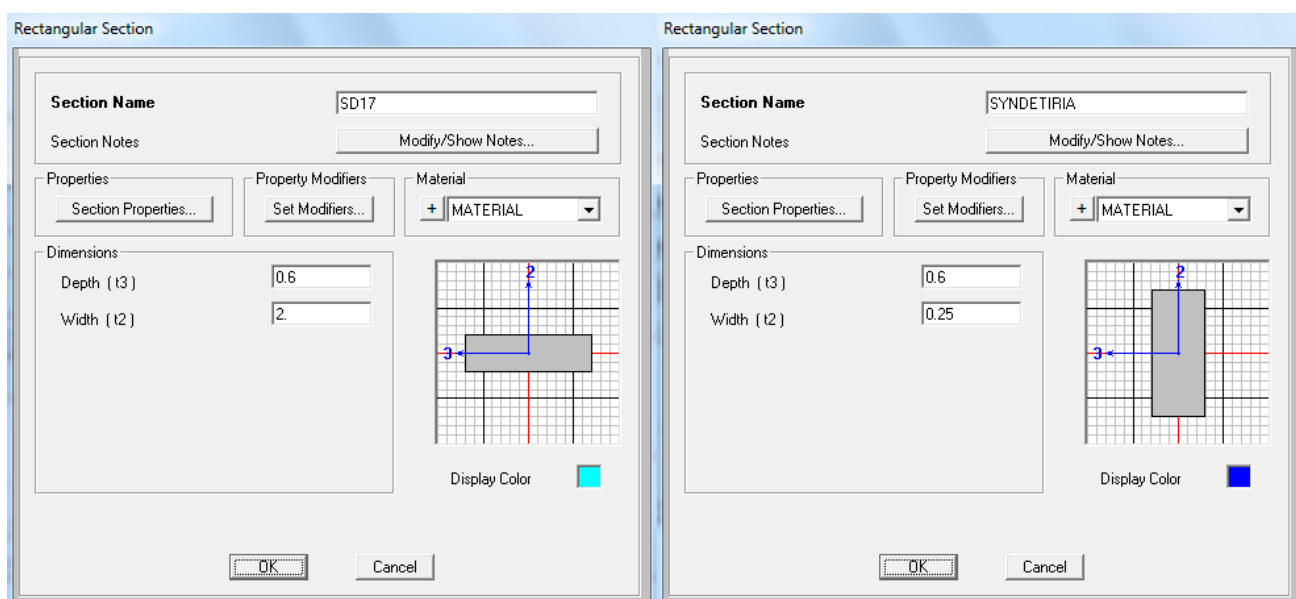 Rectangular Section
Section Name SD17
Section Notes Modify/Show Notes...
Properties Property Modifiers Material
Section Properties... Set Modifiers... + MATERIAL
Dimensions
Depth ( t3 ) 0.6
Width ( t2 ) 2.
2
3
Display Color
OK Cancel
Rectangular Section
Section Name SYNDETIRIA
Section Notes Modify/Show Notes...
Properties Property Modifiers Material
Section Properties... Set Modifiers... + MATERIAL
Dimensions
Depth ( t3 ) 0.6
Width ( t2 ) 0.25
2
3
Display Color
OK Cancel